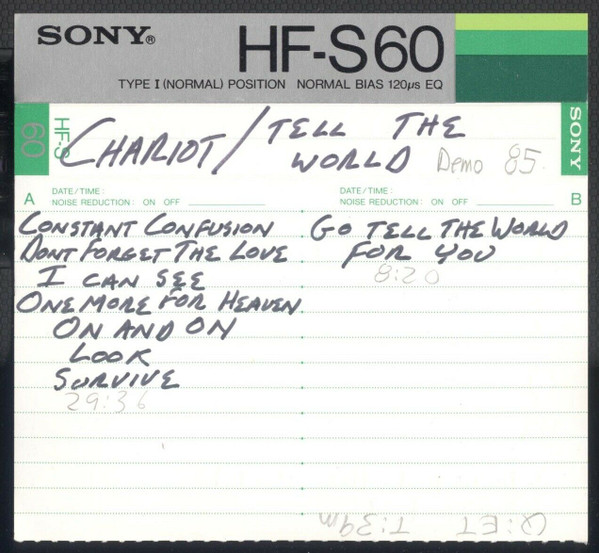 SONY®
HF-S60
TYPE I (NORMAL) POSITION NORMAL BIAS 120μs EQ
HF-S
60
CHARIOT / TELL THE
WORLD Demo 85
SONY
A
DATE/TIME:
NOISE REDUCTION: ON OFF
DATE/TIME:
NOISE REDUCTION: ON OFF
B
CONSTANT CONFUSION
DONT FORGET THE LOVE
I CAN SEE
ONE MORE FOR HEAVEN
ON AND ON
LOOK
SURVIVE
29:36
GO TELL THE WORLD
FOR YOU
8:20